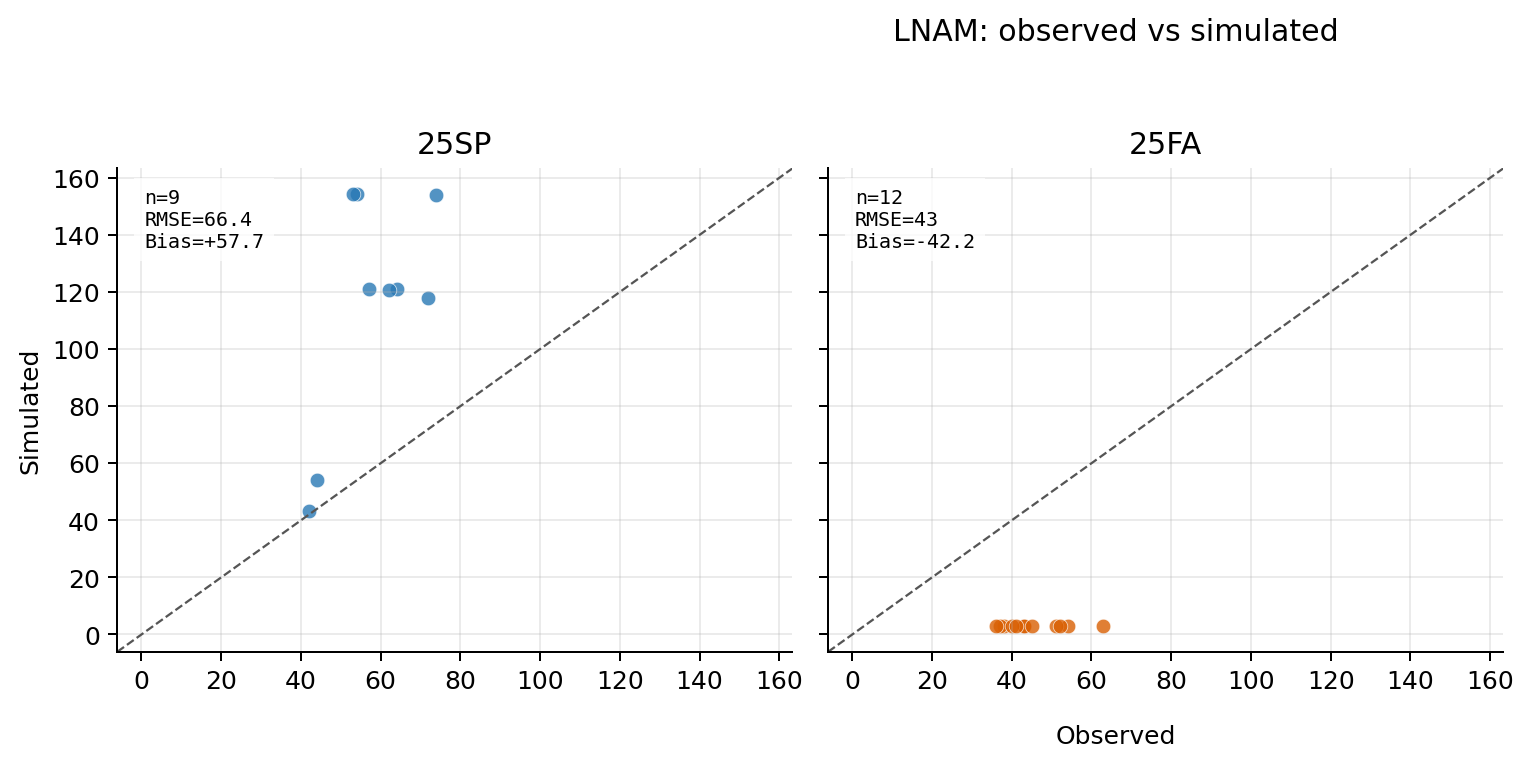 LNAM: observed vs simulated
25SP
25FA
n=9
RMSE=66.4
Bias=+57.7
n=12
RMSE=43
Bias=-42.2
160
140
120
100
80
60
40
20
0
Simulated
0 20 40 60 80 100 120 140 160
0 20 40 60 80 100 120 140 160
Observed